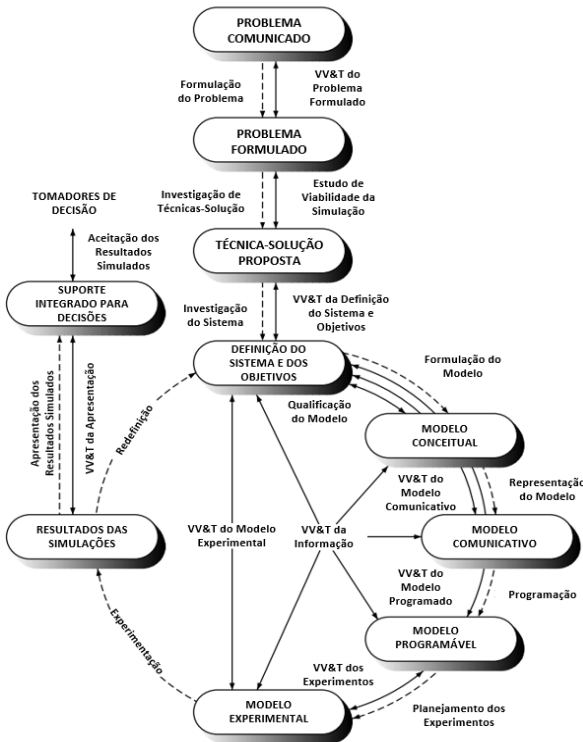 PROBLEMA
COMUNICADO
Formulação
do Problema
VV&T do
Problema
Formulado
PROBLEMA
FORMULADO
Investigação de
Técnicas-Solução
Estudo de
Viabilidade da
Simulação
TOMADORES DE
DECISÃO
Aceitação dos
Resultados
Simulados
TÉCNICA-SOLUÇÃO
PROPOSTA
SUPORTE
INTEGRADO PARA
DECISÕES
Investigação
do Sistema
VV&T da Definição
do Sistema e
Objetivos
DEFINIÇÃO DO
SISTEMA E DOS
OBJETIVOS
Formulação do
Modelo
Apresentação dos
Resultados Simulados
VV&T da Apresentação
Redefinição
Qualificação
do Modelo
MODELO
CONCEITUAL
VV&T do
Modelo
Comunicativo
Representação
do Modelo
RESULTADOS DAS
SIMULAÇÕES
VV&T do Modelo
Experimental
VV&T da
Informação
MODELO
COMUNICATIVO
VV&T do
Modelo
Programado
Programação
Experimentação
MODELO
PROGRAMÁVEL
VV&T dos
Experimentos
MODELO
EXPERIMENTAL
Planejamento dos
Experimentos